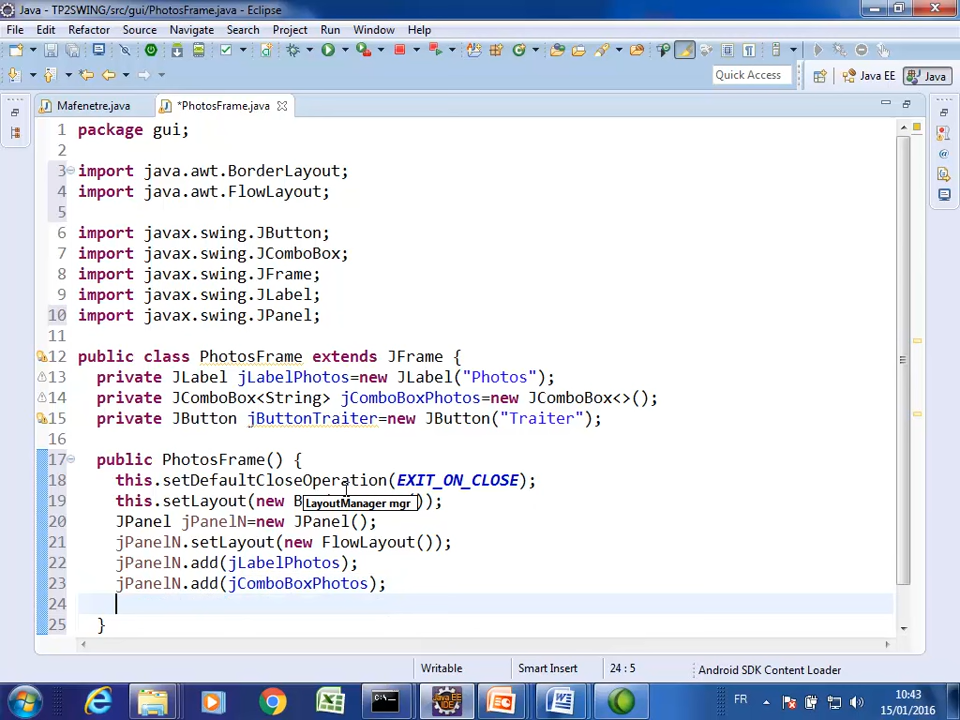 Java - TP2SWING/src/gui/PhotosFrame.java - Eclipse
File Edit Refactor Source Navigate Search Project Run Window Help
Quick Access Java EE Java
Mafenetre.java *PhotosFrame.java
1 package gui;
2
3 import java.awt.BorderLayout;
4 import java.awt.FlowLayout;
5
6 import javax.swing.JButton;
7 import javax.swing.JComboBox;
8 import javax.swing.JFrame;
9 import javax.swing.JLabel;
10 import javax.swing.JPanel;
11
12 public class PhotosFrame extends JFrame {
13 private JLabel jLabelPhotos=new JLabel("Photos");
14 private JComboBox<String> jComboBoxPhotos=new JComboBox<>();
15 private JButton jButtonTraiter=new JButton("Traiter");
16
17 public PhotosFrame() {
18 this.setDefaultCloseOperation(EXIT_ON_CLOSE);
19 this.setLayout(new B LayoutManager mgr ));
20 JPanel jPanelN=new JPanel();
21 jPanelN.setLayout(new FlowLayout());
22 jPanelN.add(jLabelPhotos);
23 jPanelN.add(jComboBoxPhotos);
24
25 }
Writable Smart Insert 24 : 5 Android SDK Content Loader
FR 10:43
15/01/2016